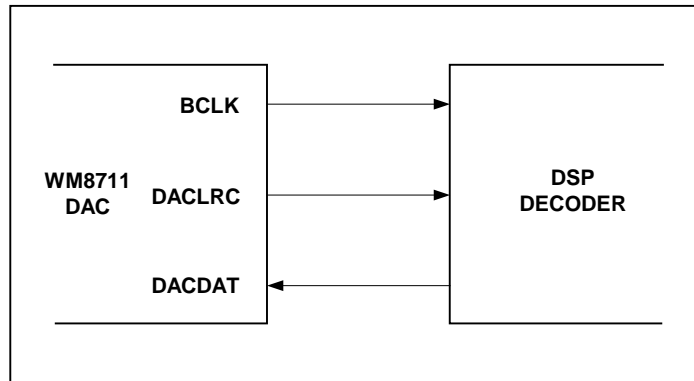 BCLK
WM8711
DAC
DACLRC
DACDAT
DSP
DECODER